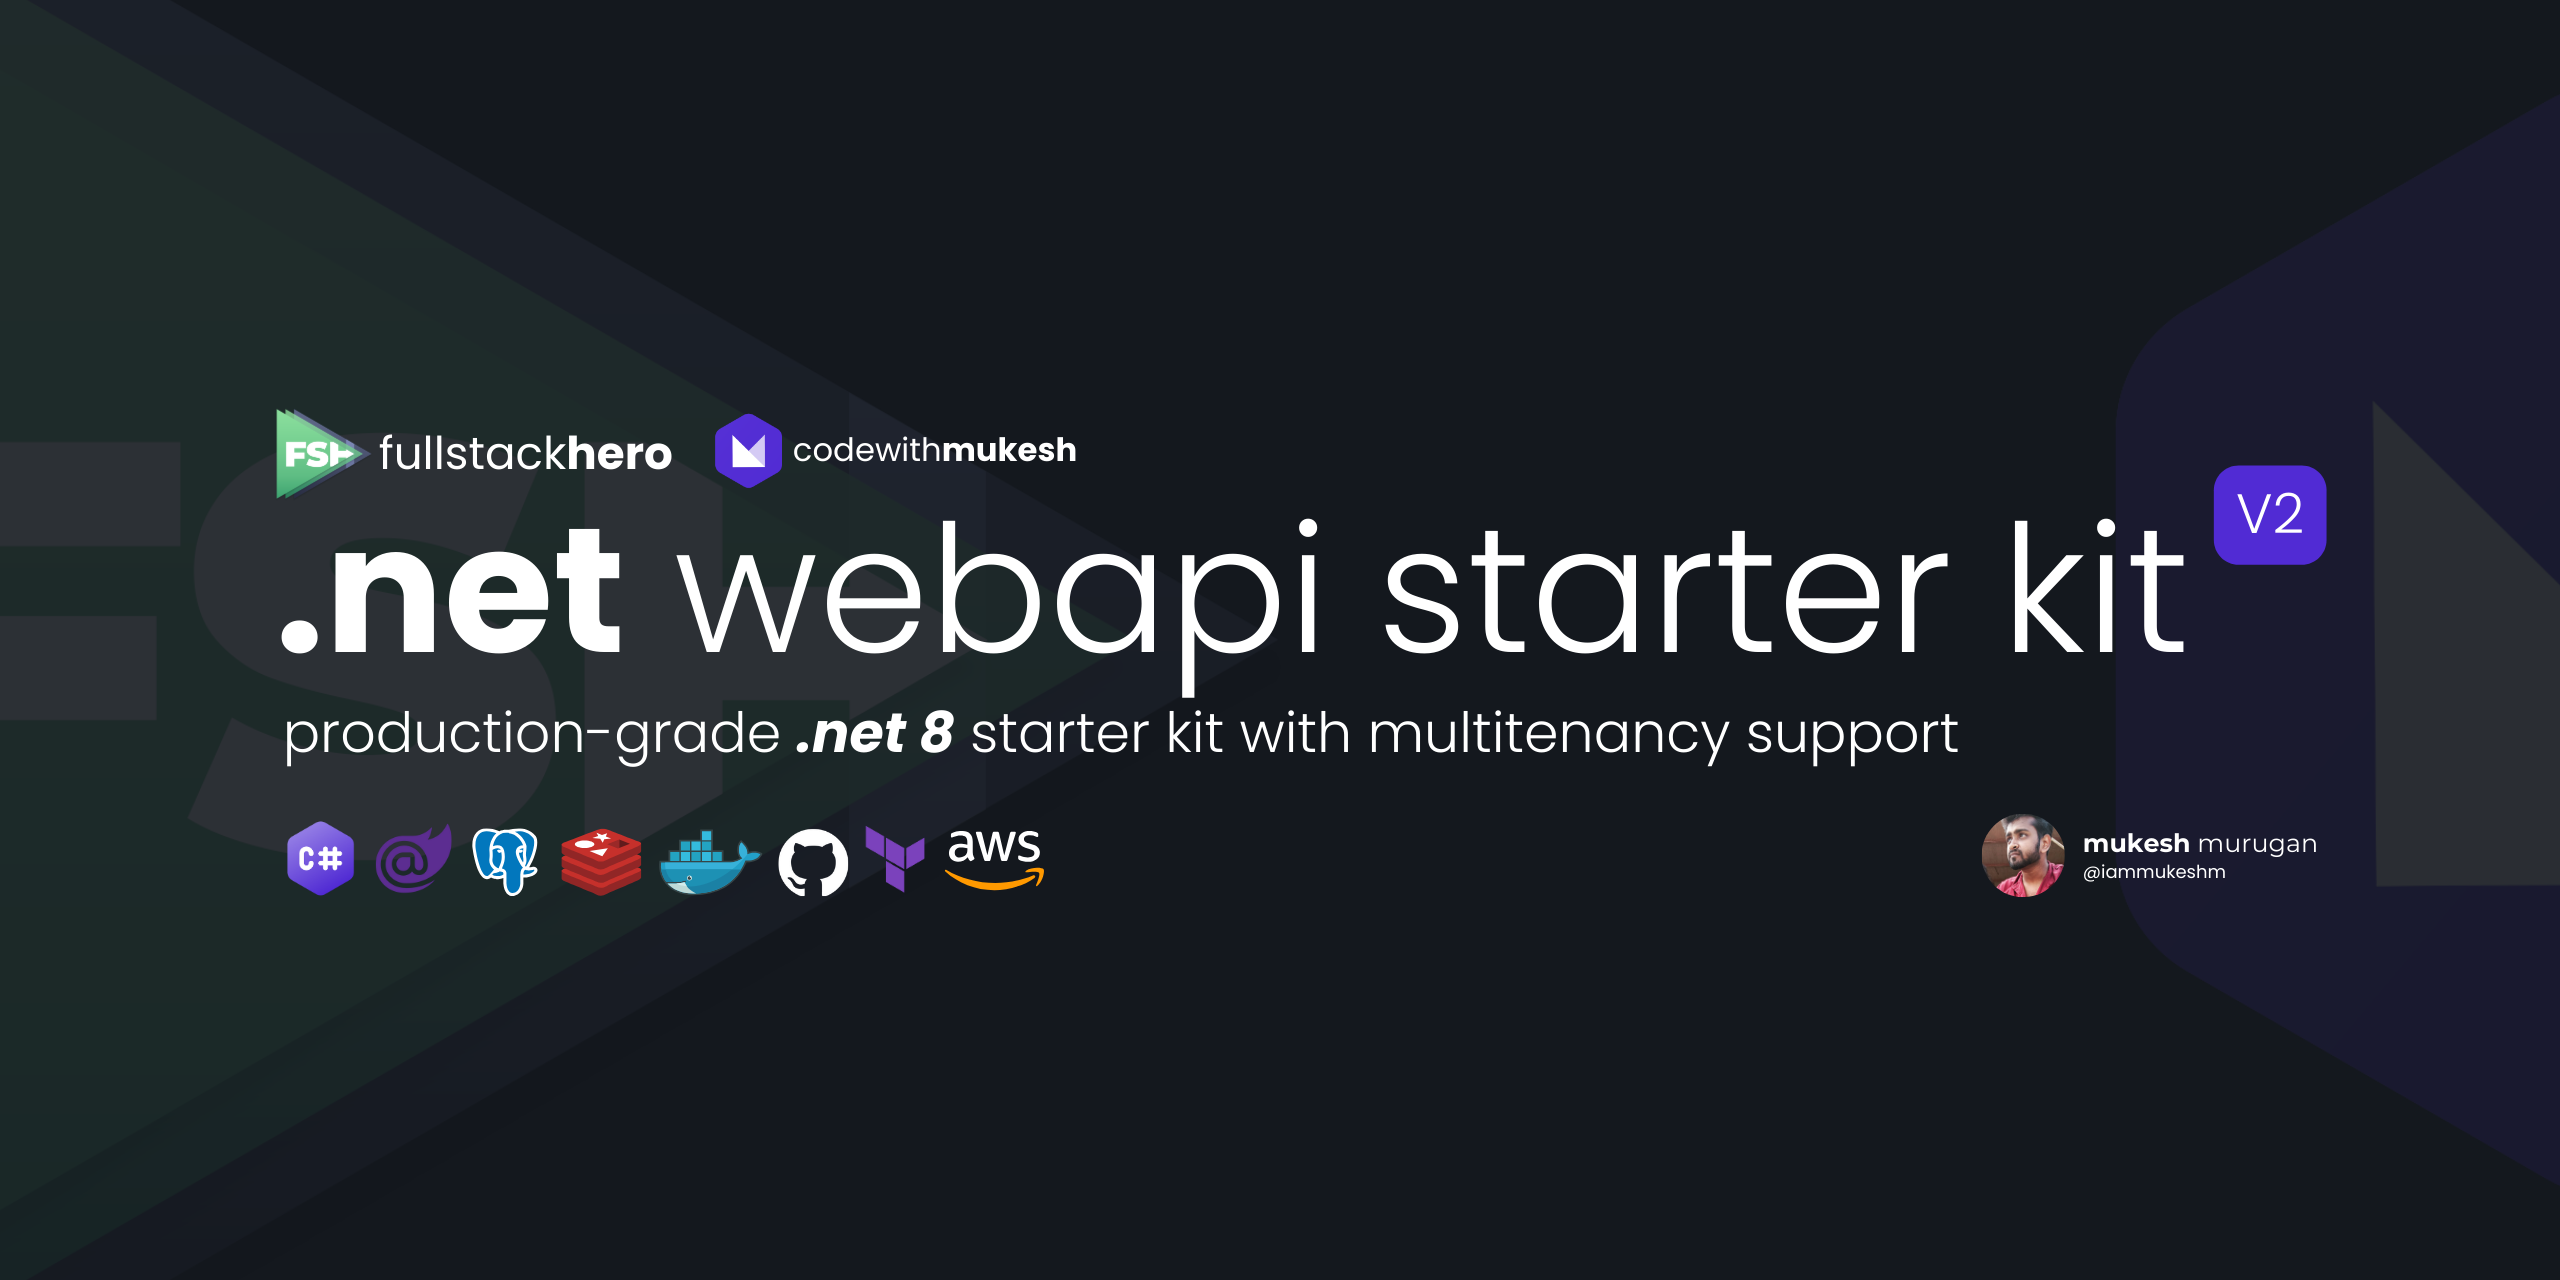 FSH fullstackhero codewithmukesh
.net webapi starter kit V2
production-grade .net 8 starter kit with multitenancy support
C# @ aws
mukesh murugan
@iammukeshm